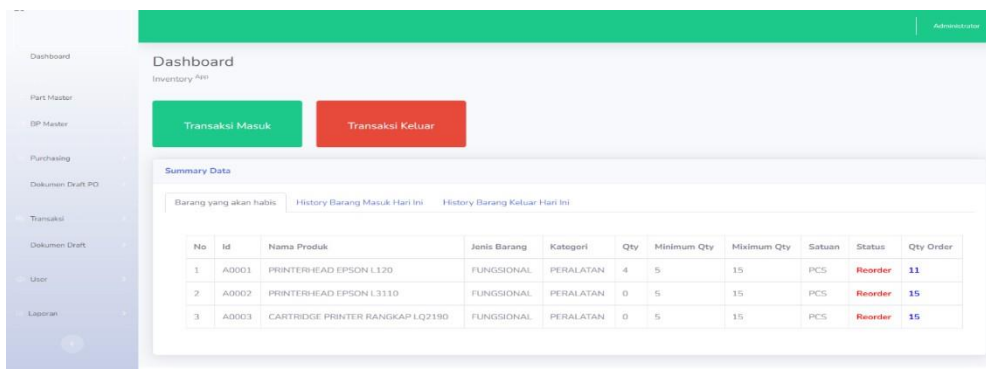 Administrator
Dashboard
Part Master
BP Master
Purchasing
Dokumen Draft PO
Transaksi
Dokumen Draft
User
Laporan
Dashboard
Inventory App
Transaksi Masuk Transaksi Keluar
Summary Data
Barang yang akan habis History Barang Masuk Hari Ini History Barang Keluar Hari Ini
No Id Nama Produk Jenis Barang Kategori Qty Minimum Qty Miximum Qty Satuan Status Qty Order
1 A0001 PRINTERHEAD EPSON L120 FUNGSIONAL PERALATAN 4 5 15 PCS Reorder 11
2 A0002 PRINTERHEAD EPSON L3110 FUNGSIONAL PERALATAN 0 5 15 PCS Reorder 15
3 A0003 CARTRIDGE PRINTER RANGKAP LQ2190 FUNGSIONAL PERALATAN 0 5 15 PCS Reorder 15